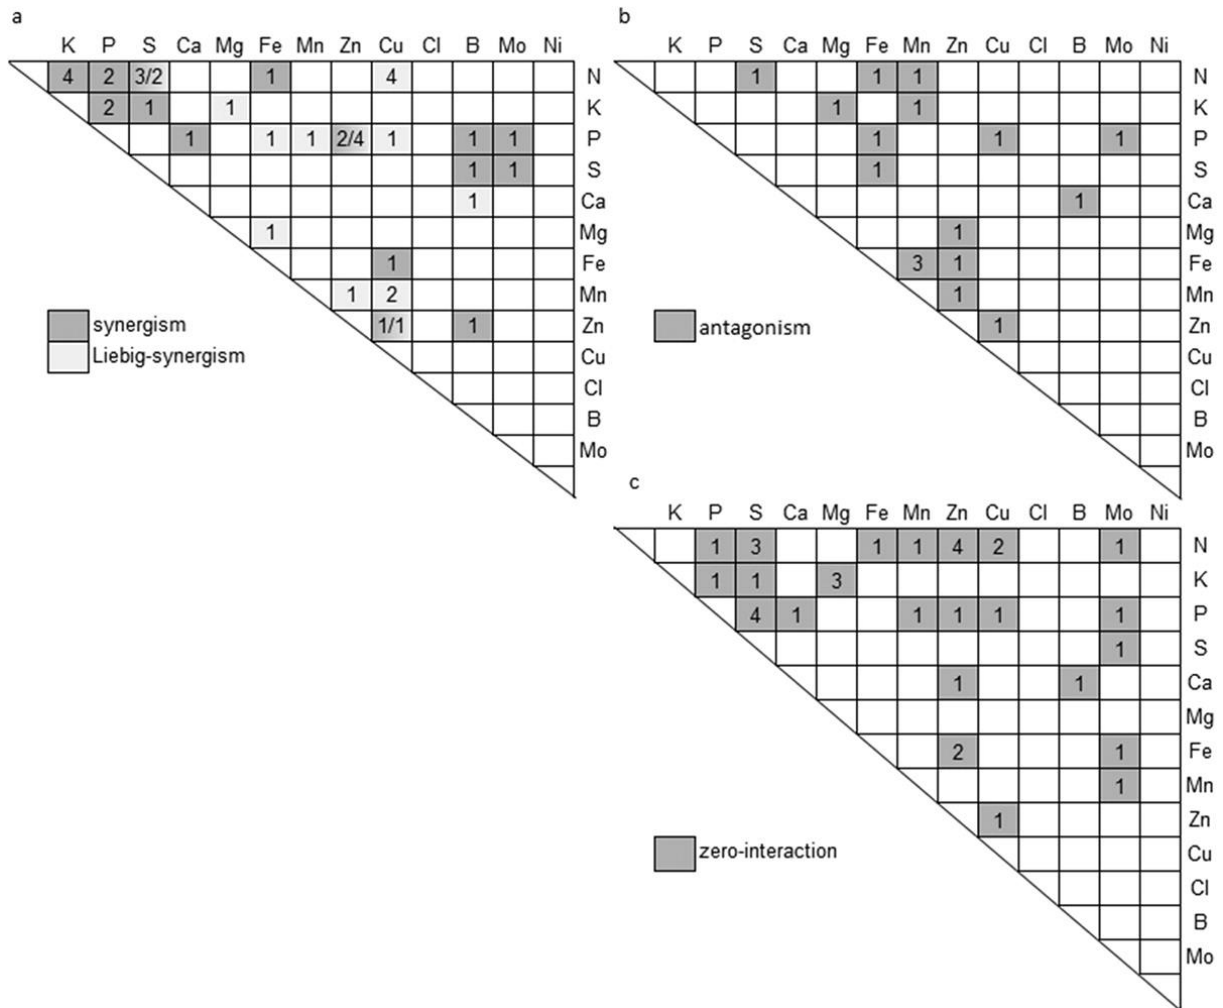 a
K P S Ca Mg Fe Mn Zn Cu Cl B Mo Ni
4 2 3/2 1 4 N
2 1 1 K
1 1 1 2/4 1 1 1 P
1 1 S
1 Ca
1 Mg
1 Fe
1 2 Mn
1/1 1 Zn
Cu
Cl
B
Mo
synergism
Liebig-synergism
b
K P S Ca Mg Fe Mn Zn Cu Cl B Mo Ni
1 1 1 N
1 1 K
1 1 1 P
1 S
1 Ca
1 Mg
3 1 Fe
1 Mn
1 Zn
Cu
Cl
B
Mo
antagonism
c
K P S Ca Mg Fe Mn Zn Cu Cl B Mo Ni
1 3 1 1 4 2 1 N
1 1 3 K
4 1 1 1 1 1 P
1 S
1 1 Ca
Mg
2 1 Fe
1 Mn
1 Zn
Cu
Cl
B
Mo
zero-interaction